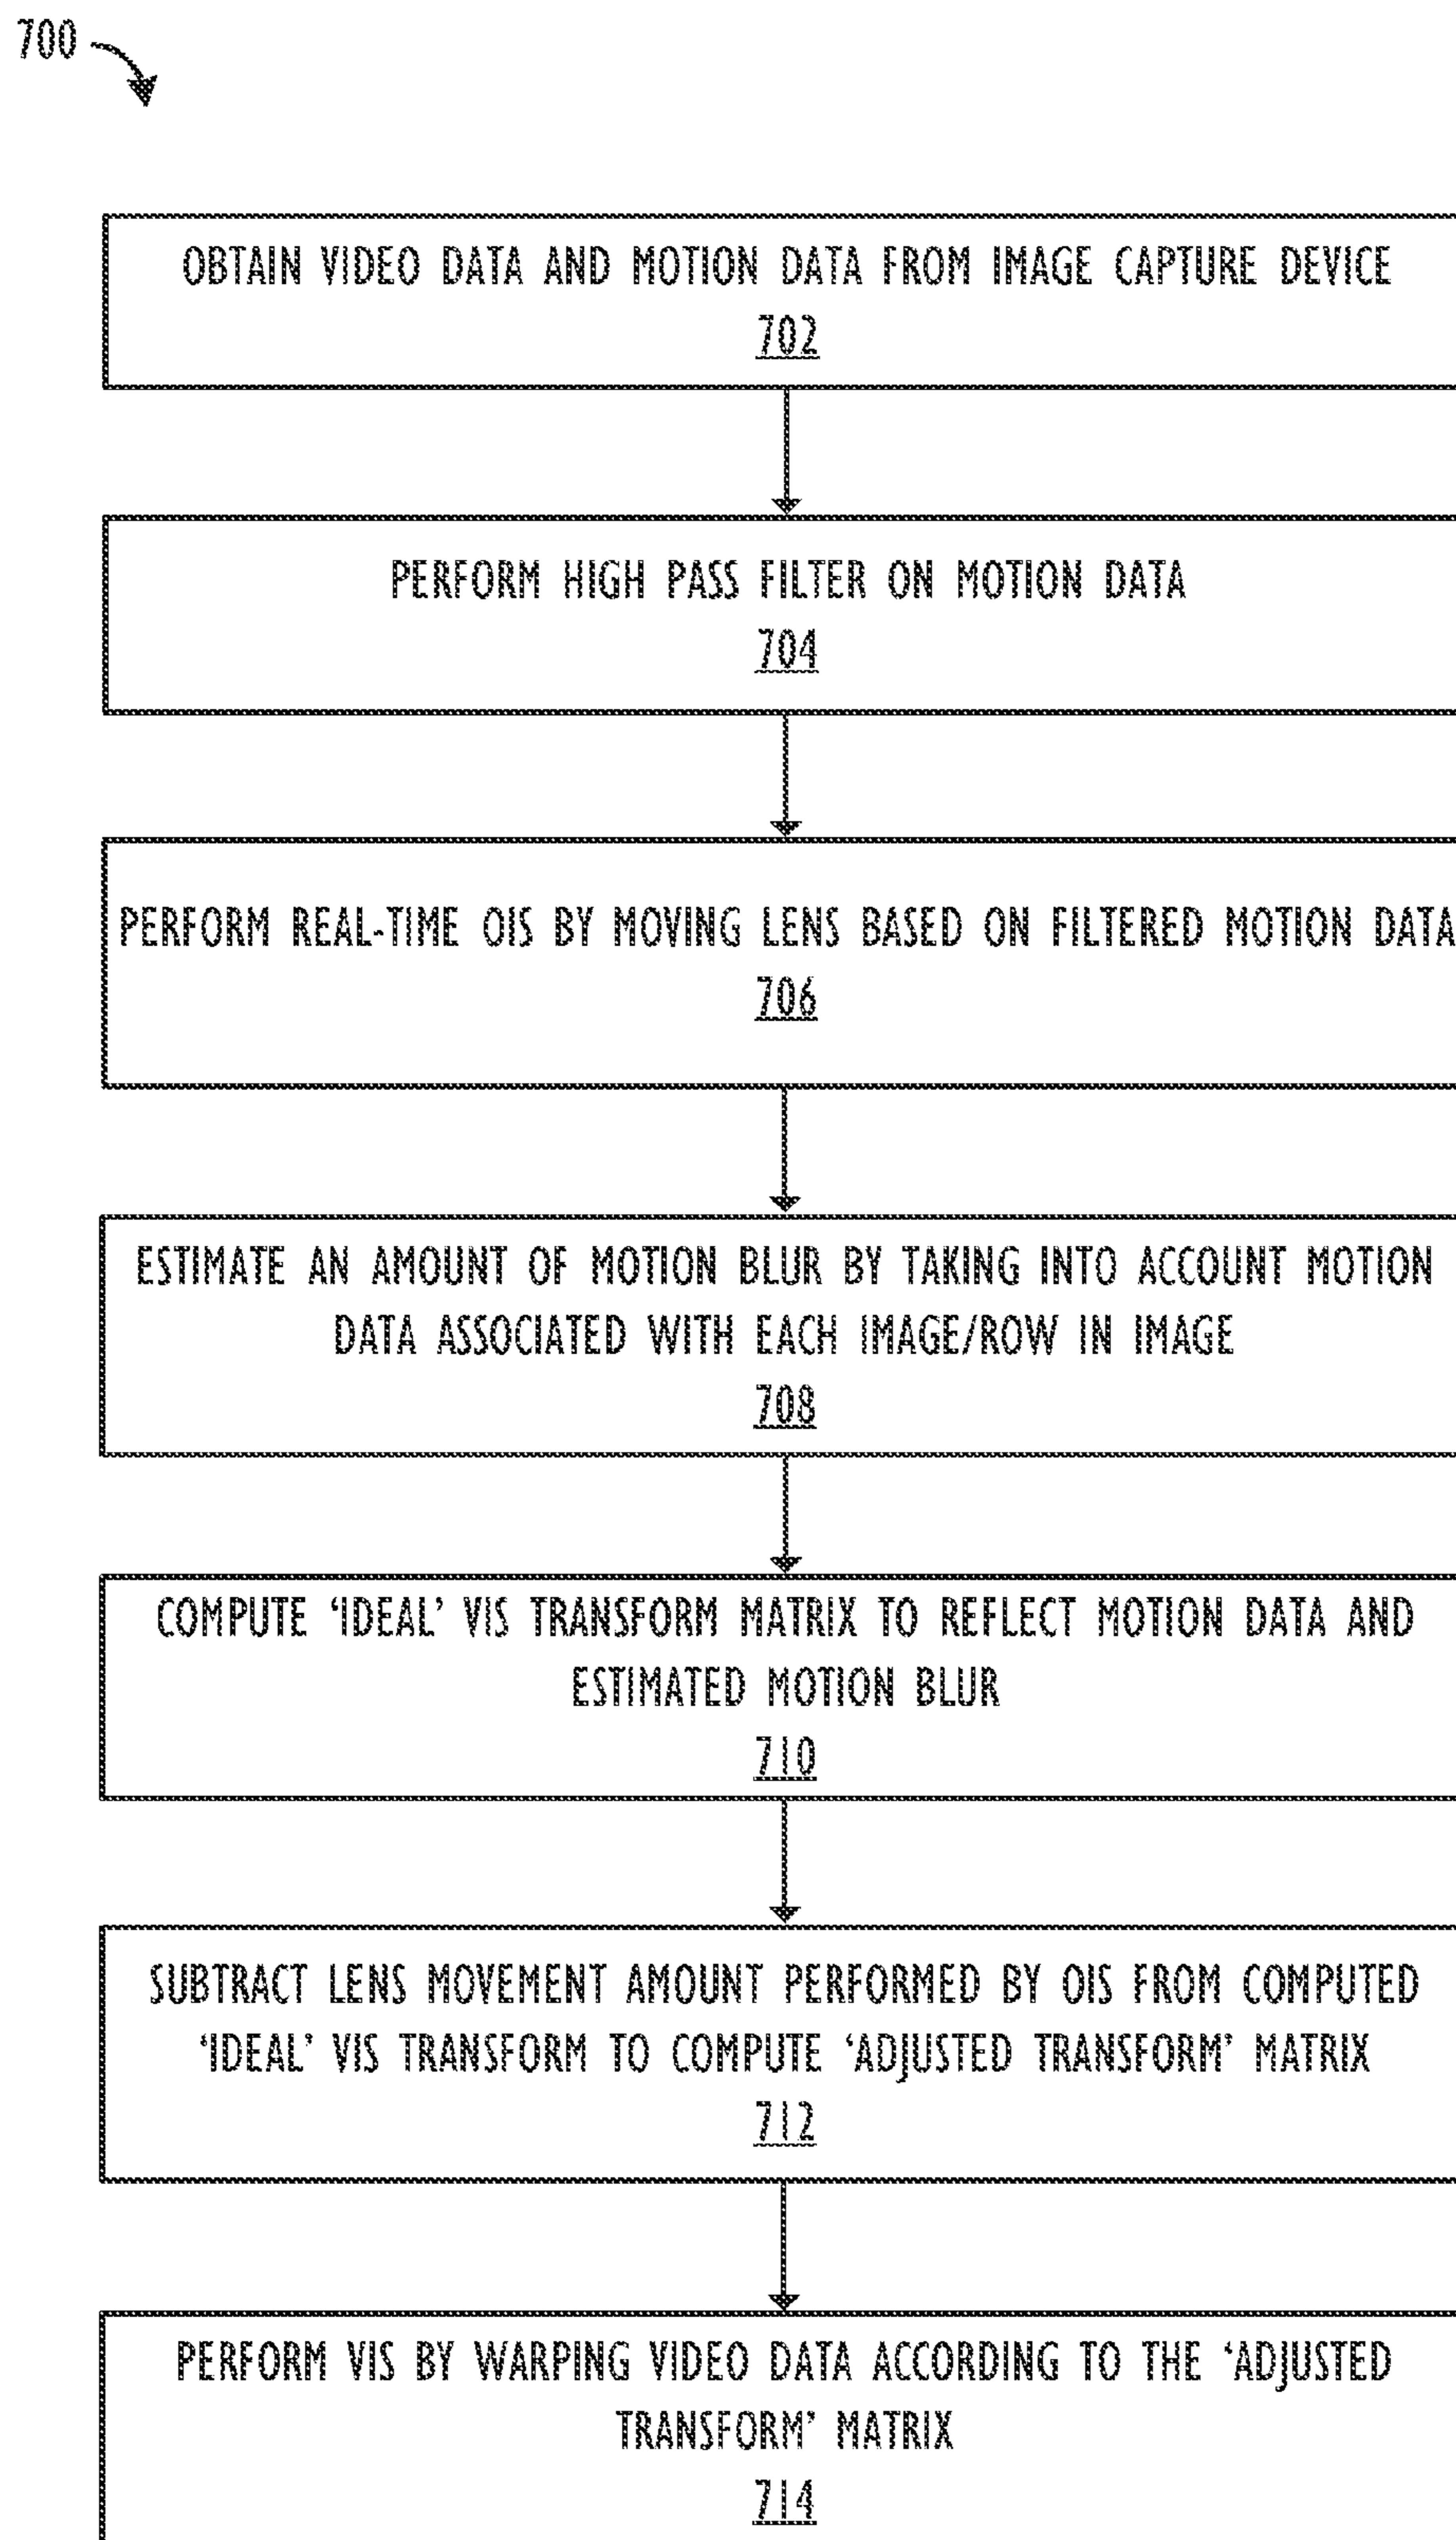 700
OBTAIN VIDEO DATA AND MOTION DATA FROM IMAGE CAPTURE DEVICE
702
PERFORM HIGH PASS FILTER ON MOTION DATA
704
PERFORM REAL-TIME OIS BY MOVING LENS BASED ON FILTERED MOTION DATA
706
ESTIMATE AN AMOUNT OF MOTION BLUR BY TAKING INTO ACCOUNT MOTION
DATA ASSOCIATED WITH EACH IMAGE/ROW IN IMAGE
708
COMPUTE ‘IDEAL’ VIS TRANSFORM MATRIX TO REFLECT MOTION DATA AND
ESTIMATED MOTION BLUR
710
SUBTRACT LENS MOVEMENT AMOUNT PERFORMED BY OIS FROM COMPUTED
‘IDEAL’ VIS TRANSFORM TO COMPUTE ‘ADJUSTED TRANSFORM’ MATRIX
712
PERFORM VIS BY WARPING VIDEO DATA ACCORDING TO THE ‘ADJUSTED
TRANSFORM’ MATRIX
714